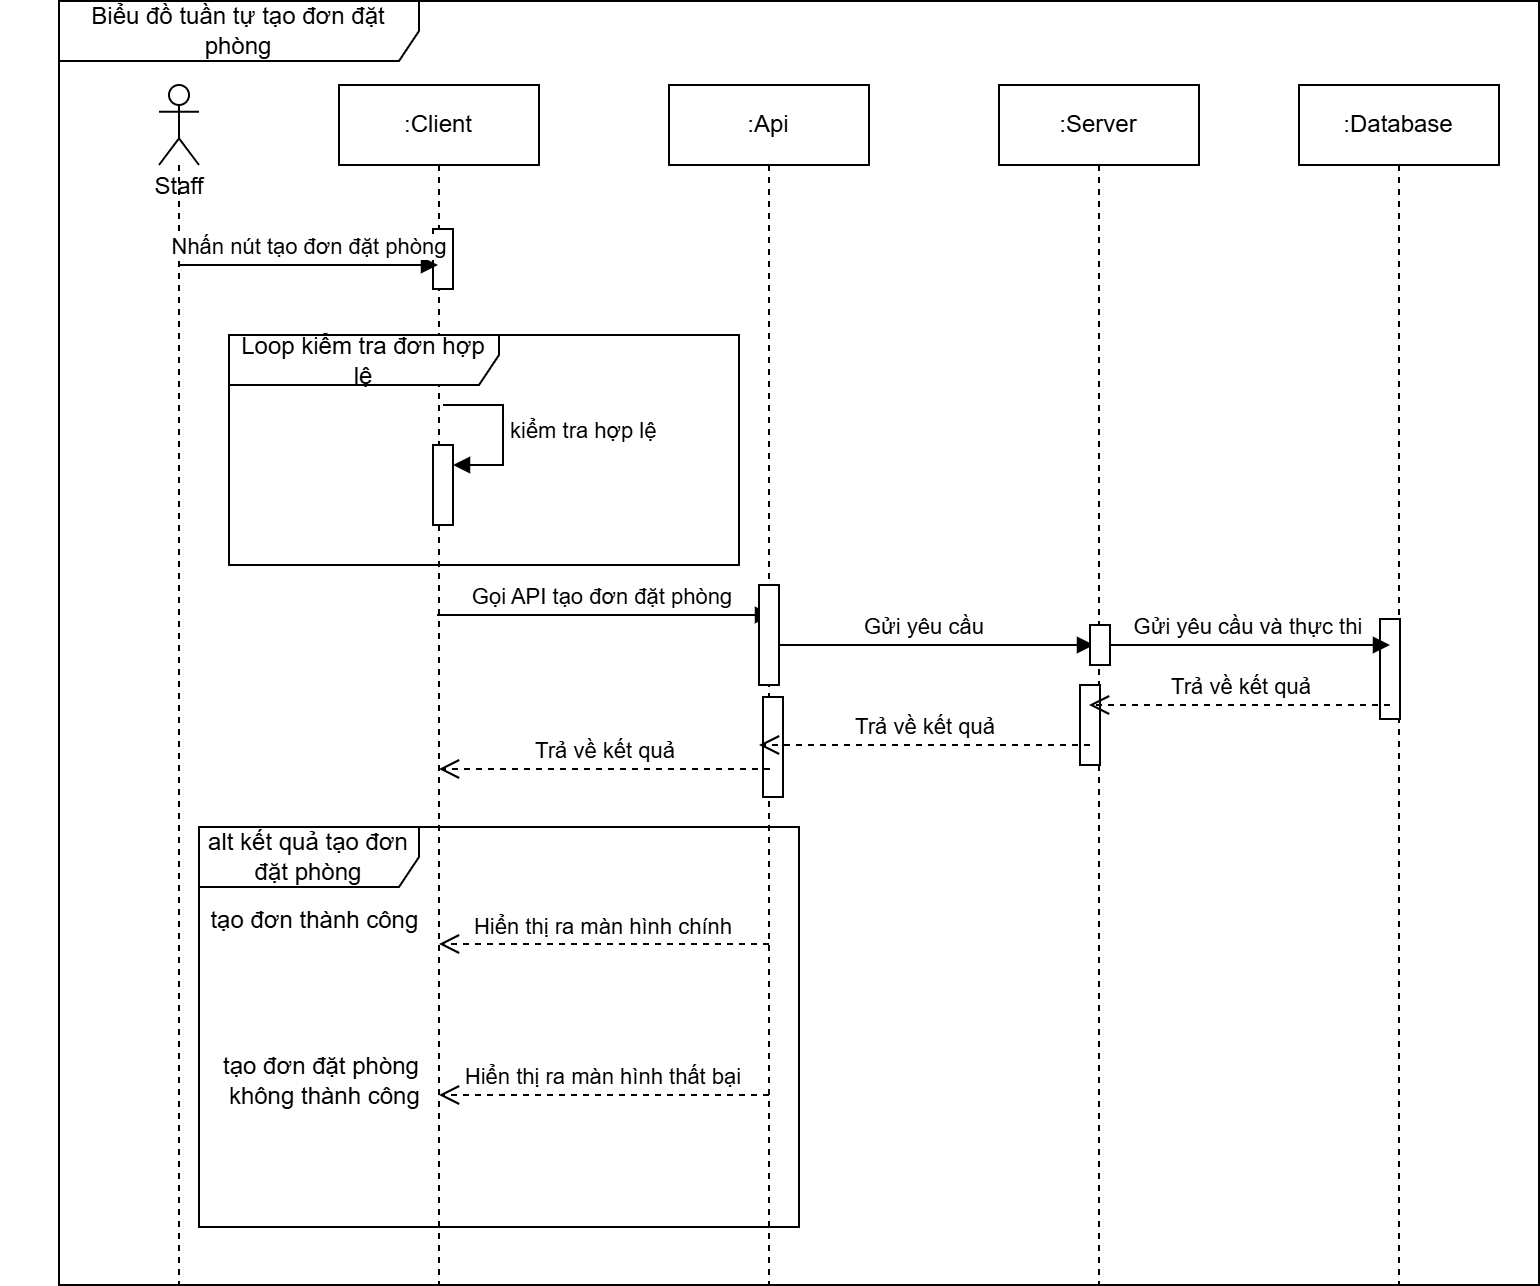 Biểu đồ tuần tự tạo đơn đặt
phòng
:Client
:Api
:Server
:Database
Staff
Nhấn nút tạo đơn đặt phòng
Loop kiểm tra đơn hợp
lệ
kiểm tra hợp lệ
Gọi API tạo đơn đặt phòng
Gửi yêu cầu
Gửi yêu cầu và thực thi
Trả về kết quả
Trả về kết quả
Trả về kết quả
alt kết quả tạo đơn
đặt phòng
tạo đơn thành công
Hiển thị ra màn hình chính
tạo đơn đặt phòng
không thành công
Hiển thị ra màn hình thất bại